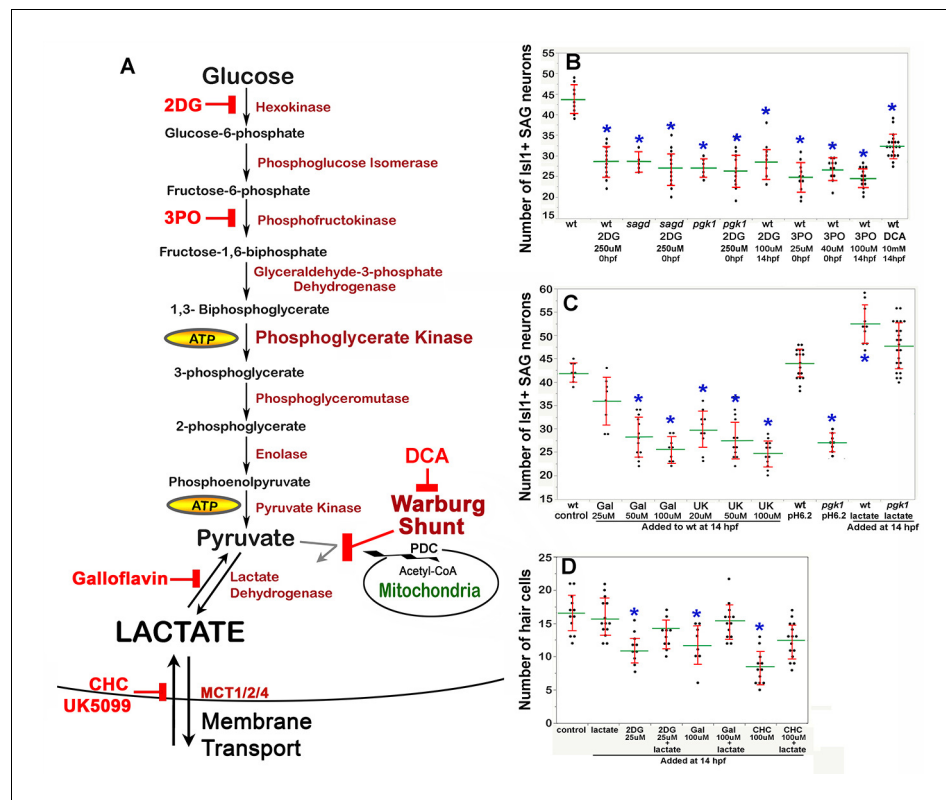 A
Glucose
2DG
Hexokinase
Glucose-6-phosphate
Phosphoglucose Isomerase
Fructose-6-phosphate
3PO
Phosphofructokinase
Fructose-1,6-biphosphate
Glyceraldehyde-3-phosphate
Dehydrogenase
1,3- Biphosphoglycerate
ATP
Phosphoglycerate Kinase
3-phosphoglycerate
Phosphoglyceromutase
2-phosphoglycerate
Enolase
Phosphoenolpyruvate
ATP
Pyruvate Kinase
Pyruvate
DCA
Warburg
Shunt
PDC
Acetyl-CoA
Mitochondria
Galloflavin
Lactate
Dehydrogenase
LACTATE
CHC
UK5099
MCT1/2/4
Membrane
Transport
B
Number of Isl1+ SAG neurons
55
50
45
40
35
30
25
20
15
* * * * * * * * * *
wt
wt 2DG 250uM 0hpf
sagd
sagd 2DG 250uM 0hpf
pgk1
pgk1 2DG 250uM 0hpf
wt 2DG 100uM 14hpf
wt 3PO 25uM 0hpf
wt 3PO 40uM 0hpf
wt 3PO 100uM 14hpf
wt DCA 10mM 14hpf
C
Number of Isl1+ SAG neurons
60
55
50
45
40
35
30
25
20
15
* * * * * * *
wt control
Gal 25uM
Gal 50uM
Gal 100uM
UK 20uM
UK 50uM
UK 100uM
wt pH6.2
pgk1 pH6.2
wt lactate
pgk1 lactate
Added to wt at 14 hpf
Added at 14 hpf
D
Number of hair cells
25
20
15
10
5
0
* * *
control
lactate
2DG 25uM
2DG 25uM + lactate
Gal 100uM
Gal 100uM + lactate
CHC 100uM
CHC 100uM + lactate
Added at 14 hpf